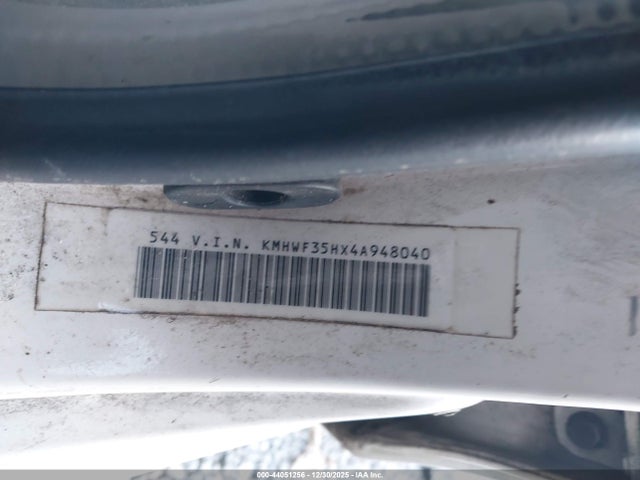 544 V.I.N. KMHWF35HX4A948040
000-44051256 - 12/30/2025 - IAA Inc.